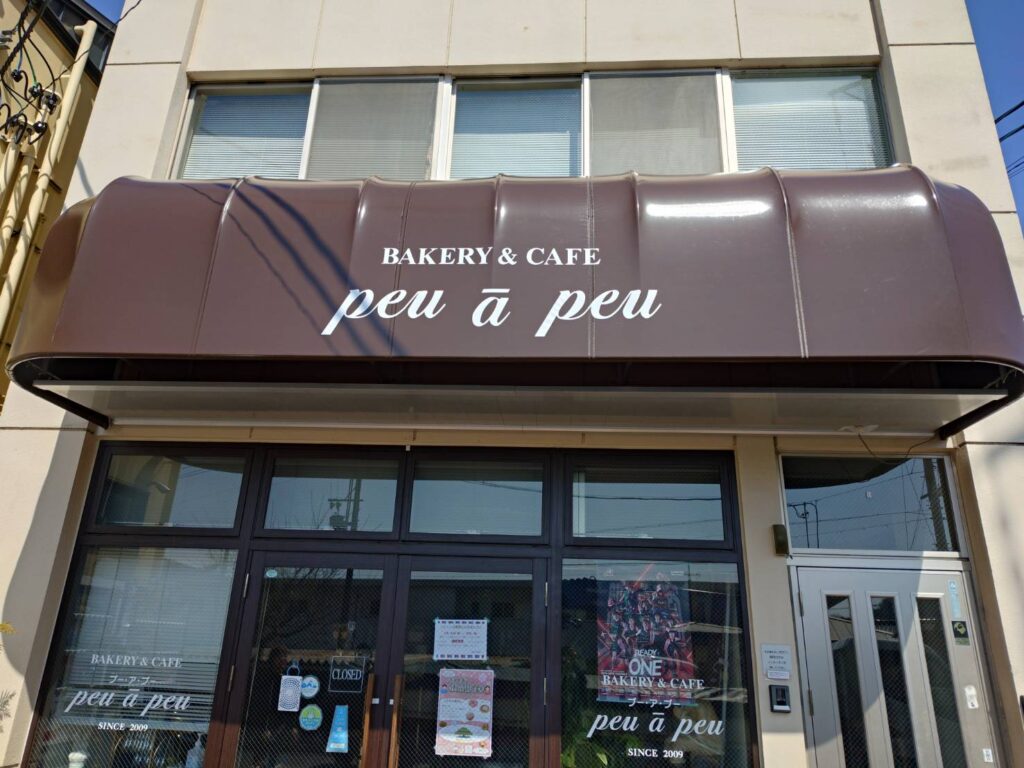 BAKERY & CAFE
peu ā peu
BAKERY & CAFE
プー・ア・プー
peu ā peu
SINCE 2009
CLOSED
READY
ONE
BAKERY & CAFE
プー・ア・プー
peu ā peu
SINCE 2009